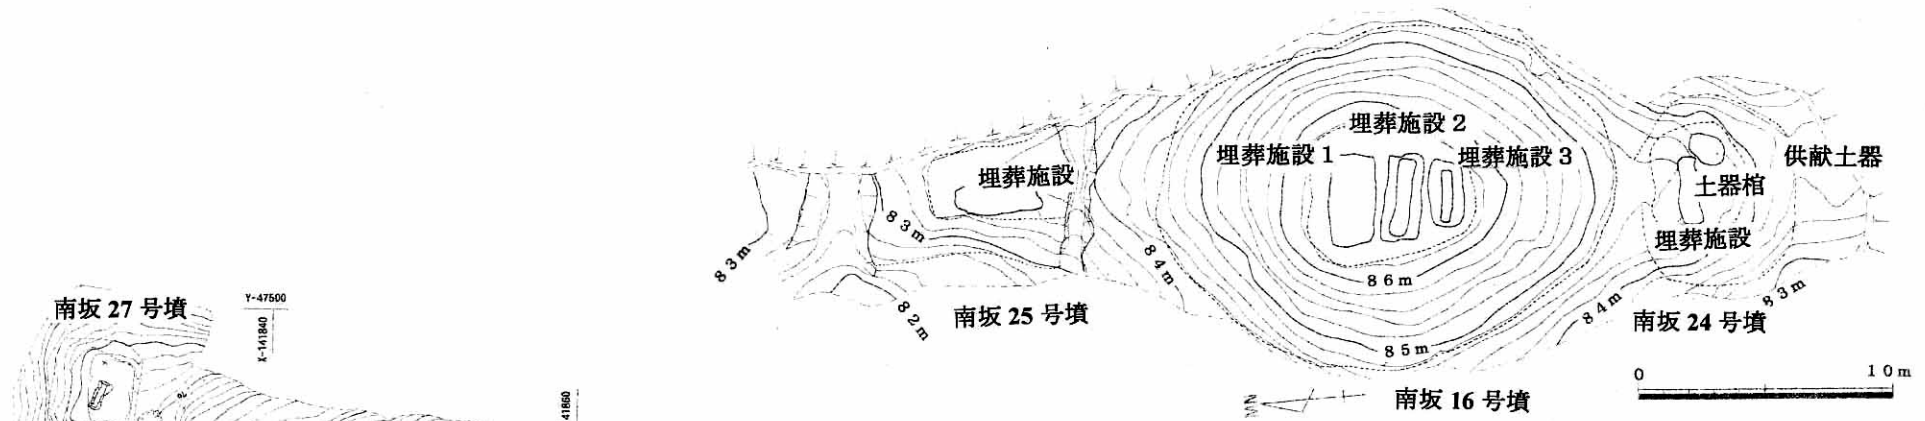 埋葬施設2
埋葬施設1
埋葬施設3
埋葬施設
供献土器
土器棺
埋葬施設
83m
83m
84m
86m
82m
84m
83m
85m
南坂27号墳
Y-47500
X-141840
南坂25号墳
南坂24号墳
南坂16号墳
0 10m
41860